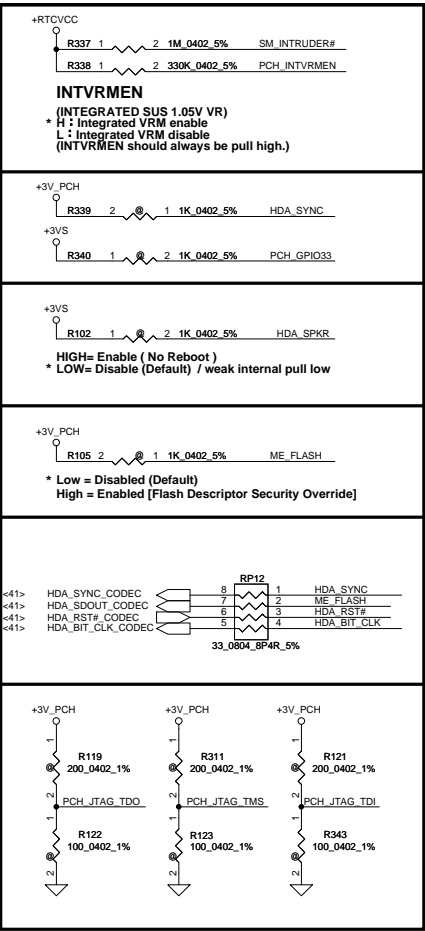 +RTCVCC
R337 1 2 1M_0402_5% SM_INTRUDER#
R338 1 2 330K_0402_5% PCH_INTVRMEN
INTVRMEN
(INTEGRATED SUS 1.05V VR)
* H : Integrated VRM enable
L : Integrated VRM disable
(INTVRMEN should always be pull high.)
+3V_PCH
R339 2 @ 1 1K_0402_5% HDA_SYNC
+3VS
R340 1 @ 2 1K_0402_5% PCH_GPIO33
+3VS
R102 1 @ 2 1K_0402_5% HDA_SPKR
HIGH= Enable ( No Reboot )
* LOW= Disable (Default) / weak internal pull low
+3V_PCH
R105 2 @ 1 1K_0402_5% ME_FLASH
* Low = Disabled (Default)
High = Enabled [Flash Descriptor Security Override]
RP12
<41> HDA_SYNC_CODEC 8 1 HDA_SYNC
<41> HDA_SDOUT_CODEC 7 2 ME_FLASH
<41> HDA_RST#_CODEC 6 3 HDA_RST#
<41> HDA_BIT_CLK_CODEC 5 4 HDA_BIT_CLK
33_0804_8P4R_5%
+3V_PCH +3V_PCH +3V_PCH
1 1 1
R119 R311 R121
@ 200_0402_1% @ 200_0402_1% @ 200_0402_1%
2 2 2
PCH_JTAG_TDO PCH_JTAG_TMS PCH_JTAG_TDI
1 1 1
R122 R123 R343
100_0402_1% 100_0402_1% 100_0402_1%
@ @ @
2 2 2